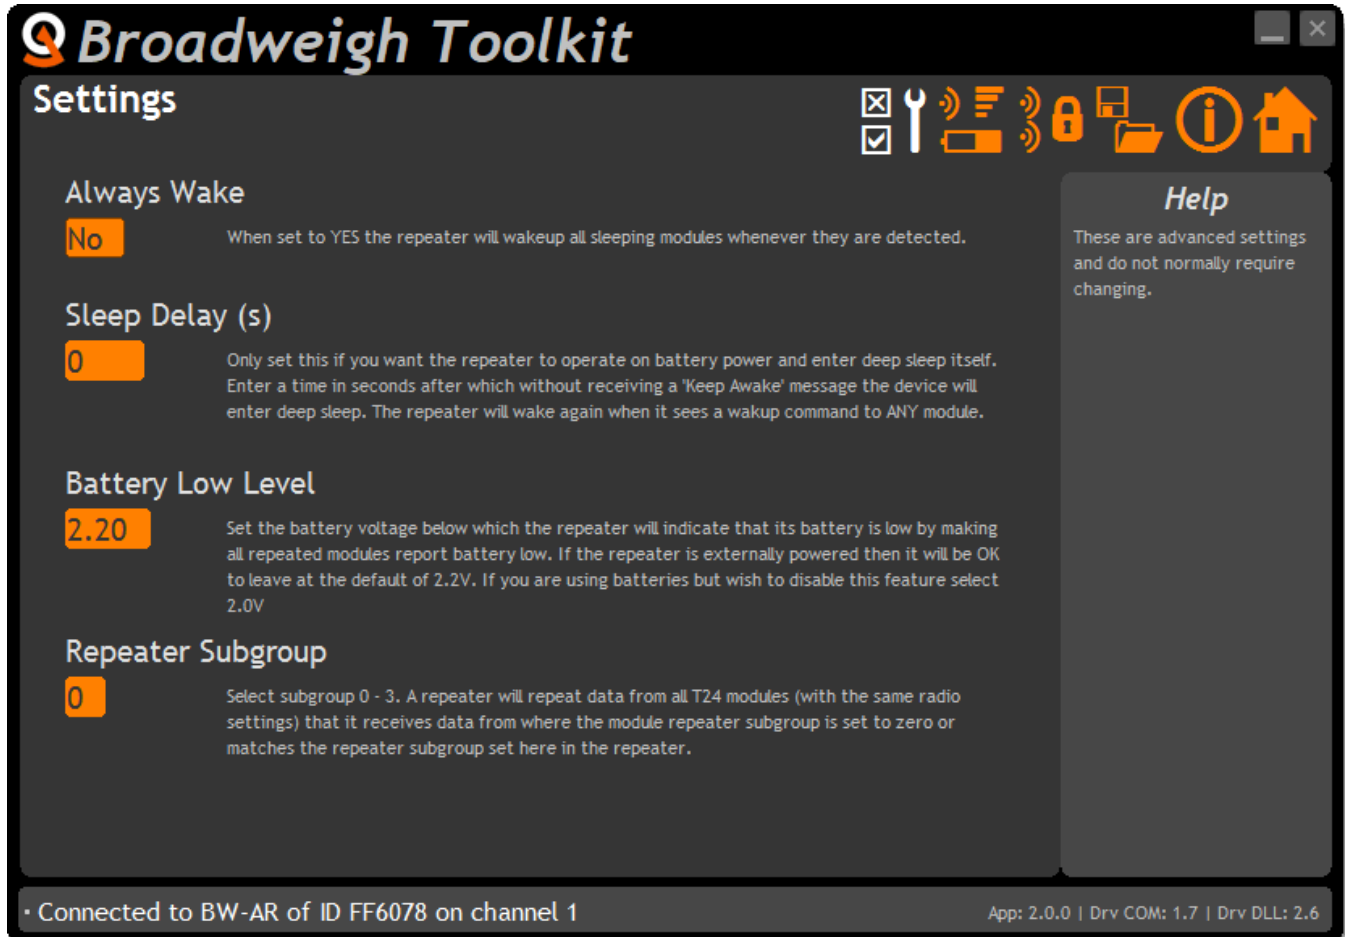 Broadweigh Toolkit
Settings
Always Wake
No
When set to YES the repeater will wakeup all sleeping modules whenever they are detected.
Sleep Delay (s)
0
Only set this if you want the repeater to operate on battery power and enter deep sleep itself.
Enter a time in seconds after which without receiving a 'Keep Awake' message the device will
enter deep sleep. The repeater will wake again when it sees a wakup command to ANY module.
Battery Low Level
2.20
Set the battery voltage below which the repeater will indicate that its battery is low by making
all repeated modules report battery low. If the repeater is externally powered then it will be OK
to leave at the default of 2.2V. If you are using batteries but wish to disable this feature select
2.0V
Repeater Subgroup
0
Select subgroup 0 - 3. A repeater will repeat data from all T24 modules (with the same radio
settings) that it receives data from where the module repeater subgroup is set to zero or
matches the repeater subgroup set here in the repeater.
Help
These are advanced settings
and do not normally require
changing.
Connected to BW-AR of ID FF6078 on channel 1
App: 2.0.0 | Drv COM: 1.7 | Drv DLL: 2.6